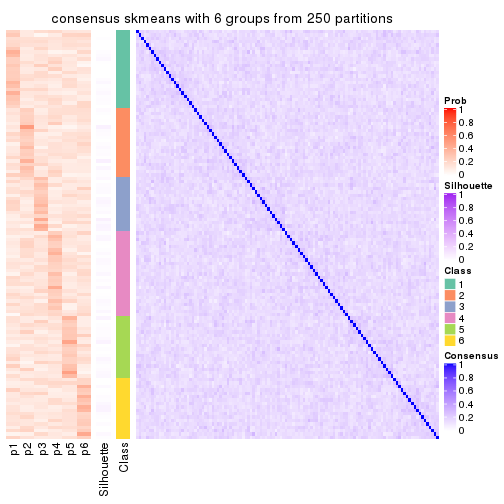 consensus skmeans with 6 groups from 250 partitions
Prob
1
0.8
0.6
0.4
0.2
0
Silhouette
1
0.8
0.6
0.4
0.2
0
Class
1
2
3
4
5
6
Consensus
1
0.8
0.6
0.4
0.2
0
p1
p2
p3
p4
p5
p6
Silhouette
Class